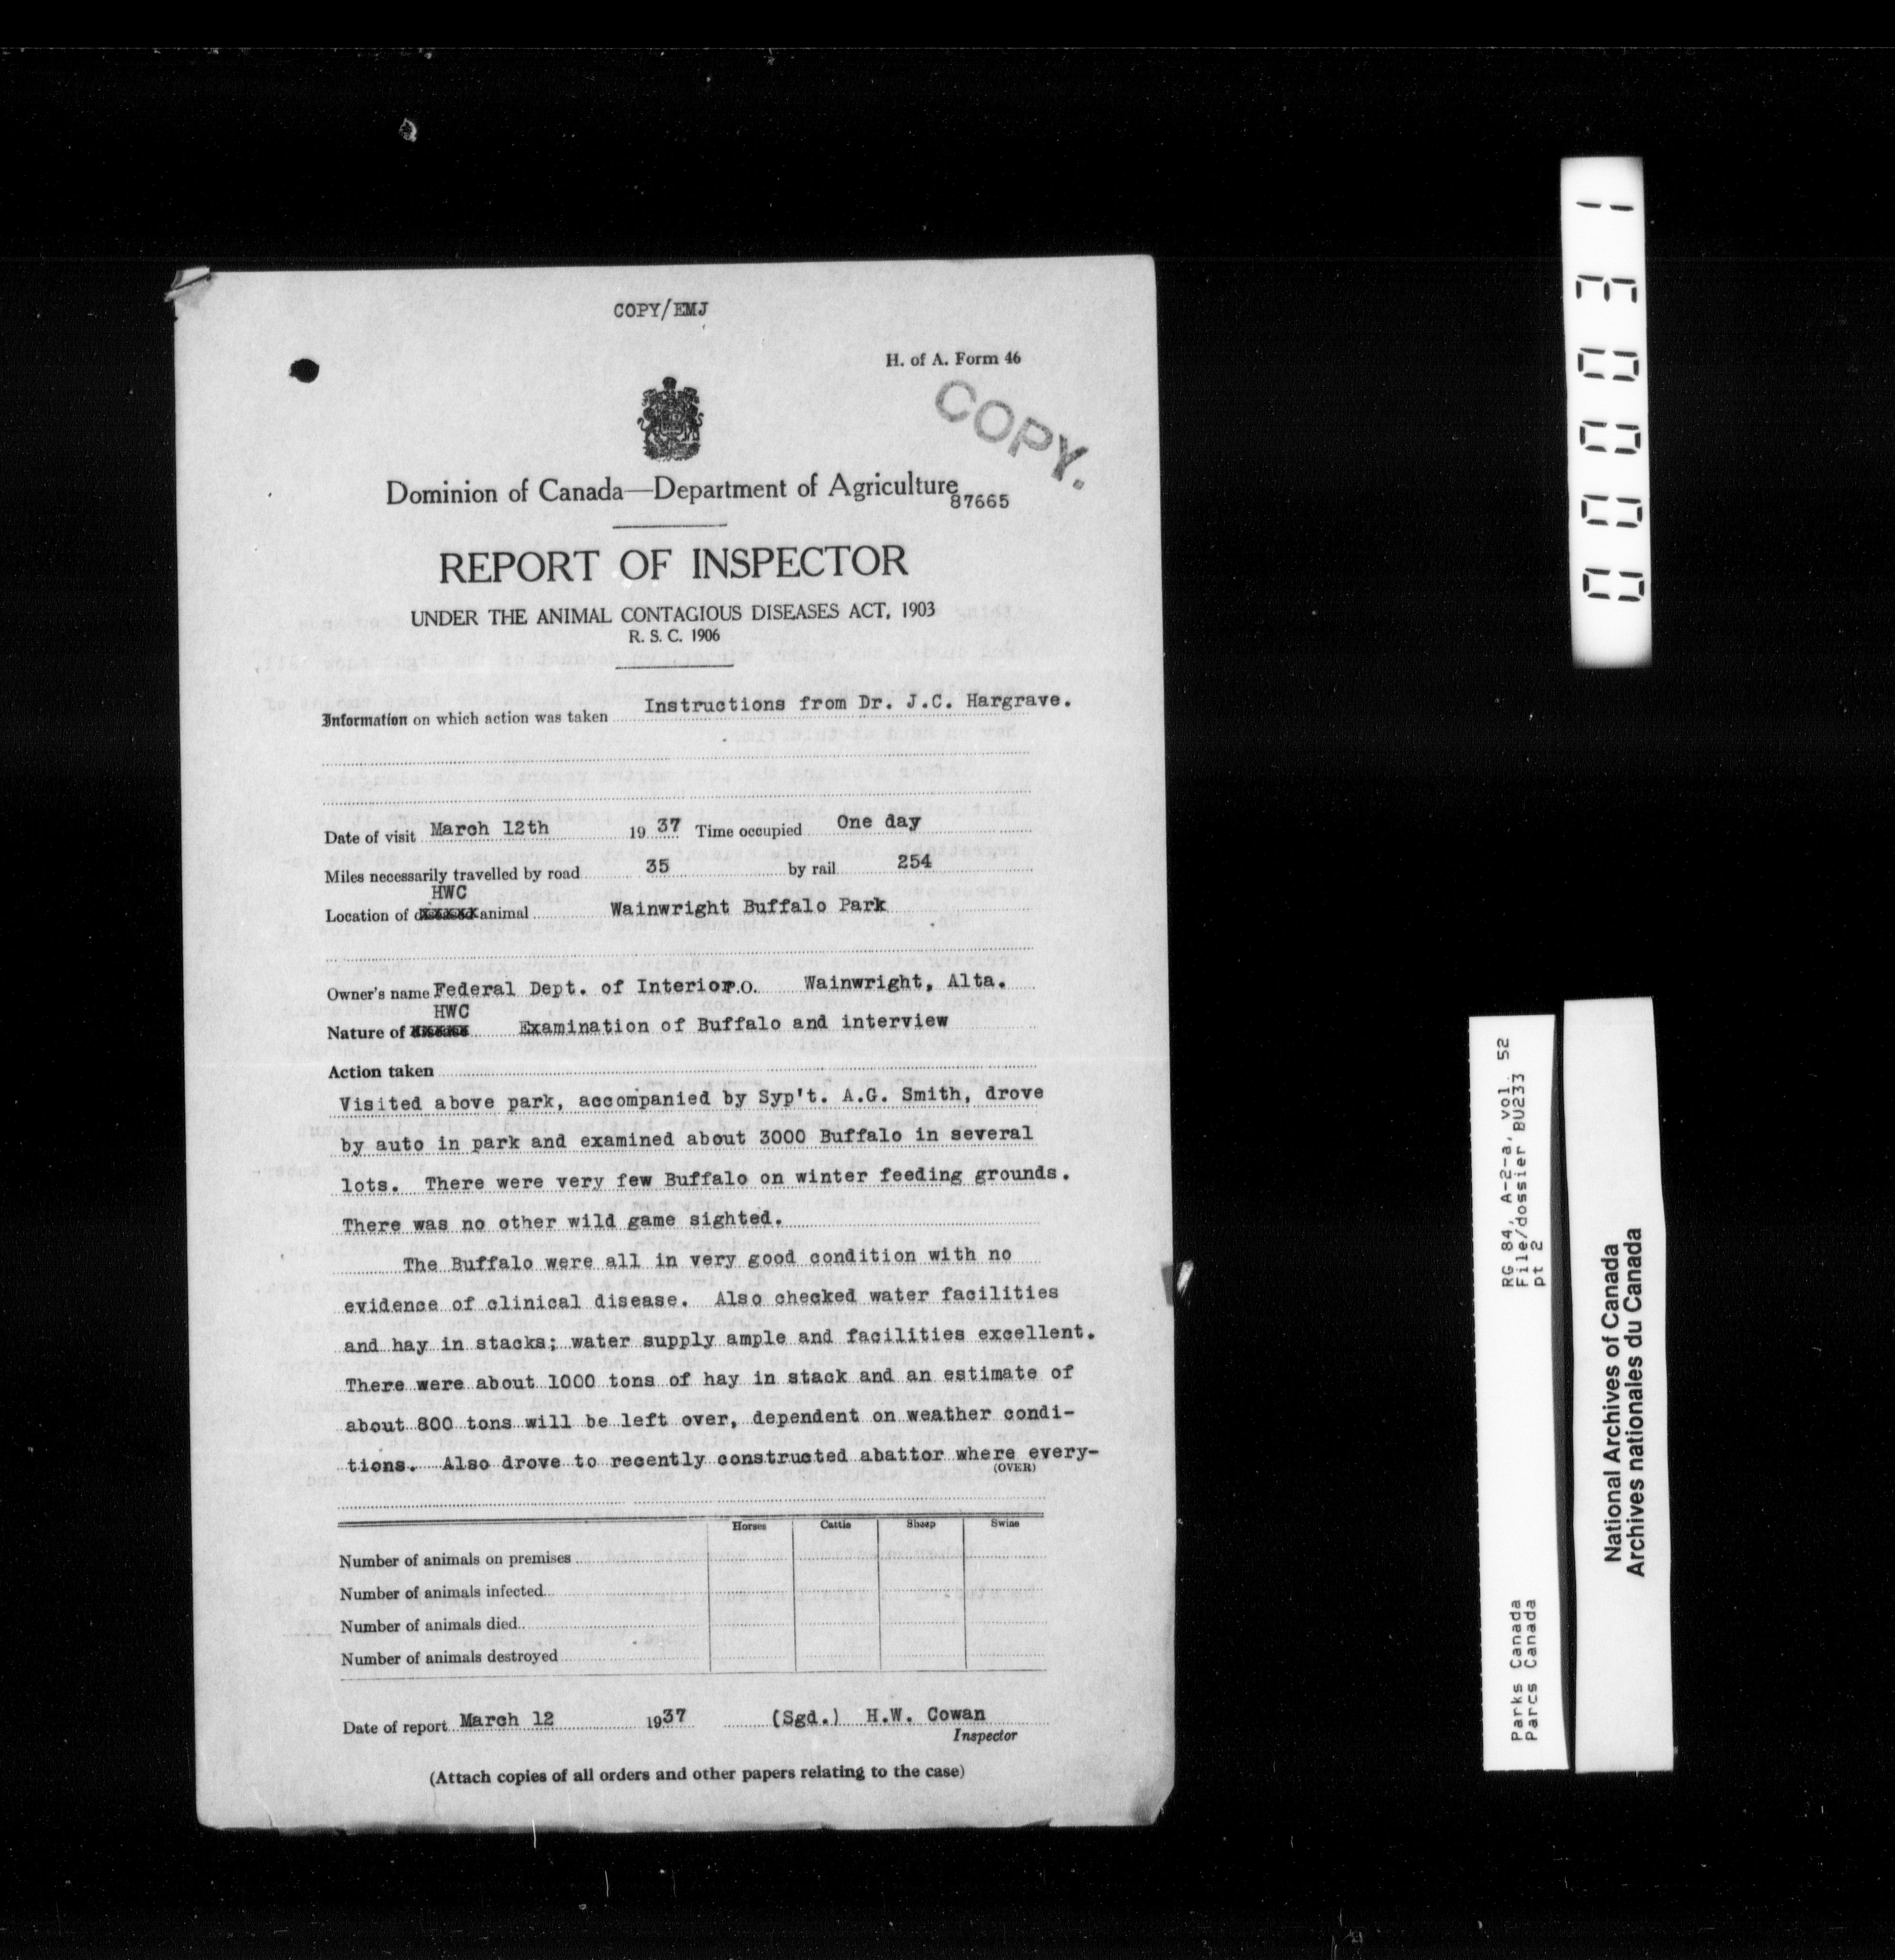 COPY/EMJ
H. of A. Form 46
COPY.
Dominion of Canada—Department of Agriculture
87665
REPORT OF INSPECTOR
UNDER THE ANIMAL CONTAGIOUS DISEASES ACT, 1903
R. S. C. 1906
Information on which action was taken Instructions from Dr. J.C. Hargrave.
Date of visit March 12th 19 37 Time occupied One day
Miles necessarily travelled by road 35 by rail 254
HWC
Location of animal Wainwright Buffalo Park
Owner's name Federal Dept. of Interior P.O. Wainwright, Alta.
HWC
Nature of Examination of Buffalo and interview
Action taken
Visited above park, accompanied by Syp't. A.G. Smith, drove
by auto in park and examined about 3000 Buffalo in several
lots. There were very few Buffalo on winter feeding grounds.
There was no other wild game sighted.
The Buffalo were all in very good condition with no
evidence of clinical disease. Also checked water facilities
and hay in stacks; water supply ample and facilities excellent.
There were about 1000 tons of hay in stack and an estimate of
about 800 tons will be left over, dependent on weather condi-
tions. Also drove to recently constructed abattor where every-
(OVER)
Horses Cattle Sheep Swine
Number of animals on premises
Number of animals infected
Number of animals died
Number of animals destroyed
Date of report March 12 1937 (Sgd.) H.W. Cowan
Inspector
(Attach copies of all orders and other papers relating to the case)
000031
RG 84, A-2-a, vol. 52
File/dossier BU233
pt 2
Parks Canada
Parcs Canada
National Archives of Canada
Archives nationales du Canada